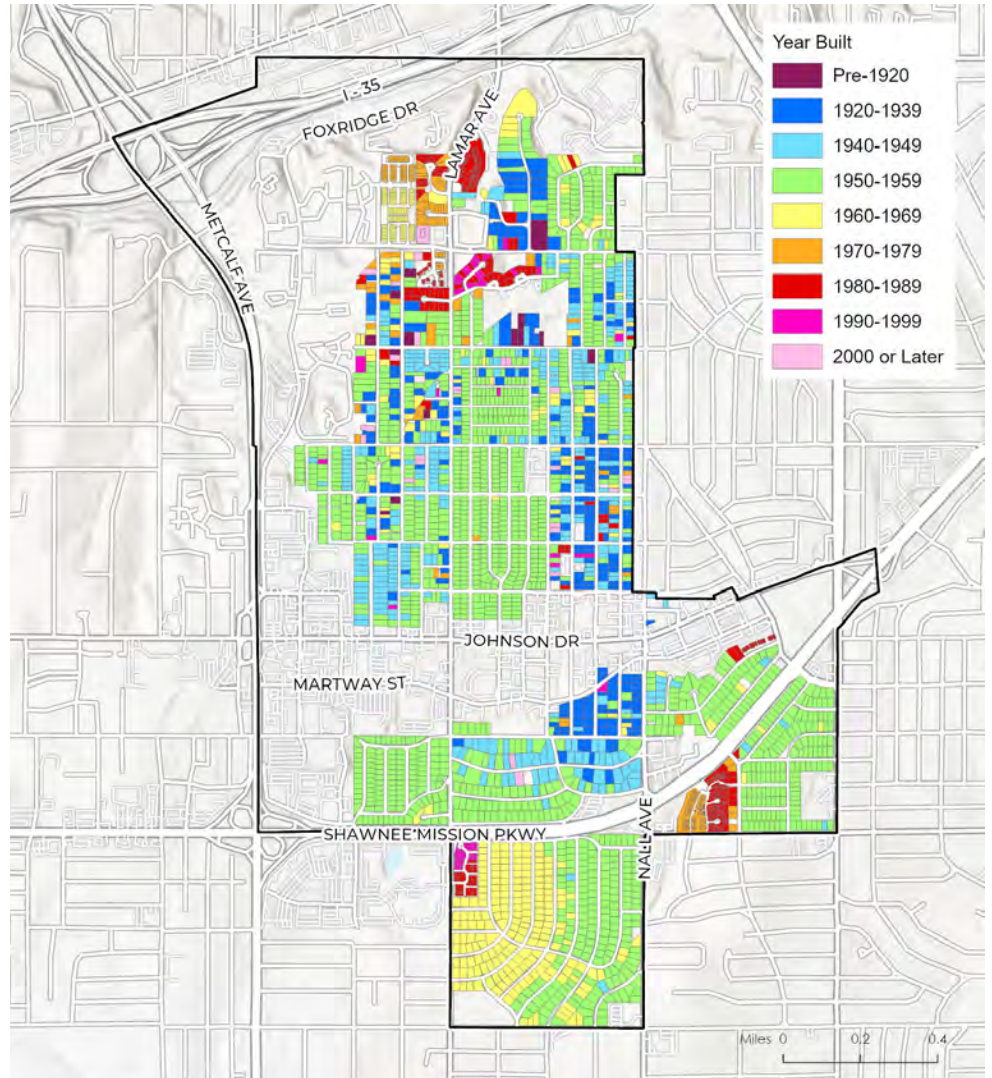 Year Built
Pre-1920
1920-1939
1940-1949
1950-1959
1960-1969
1970-1979
1980-1989
1990-1999
2000 or Later
I - 35
FOXRIDGE DR
LAMAR AVE
METCALF AVE
JOHNSON DR
MARTWAY ST
NALL AVE
SHAWNEE MISSION PKWY
Miles 0 0.2 0.4